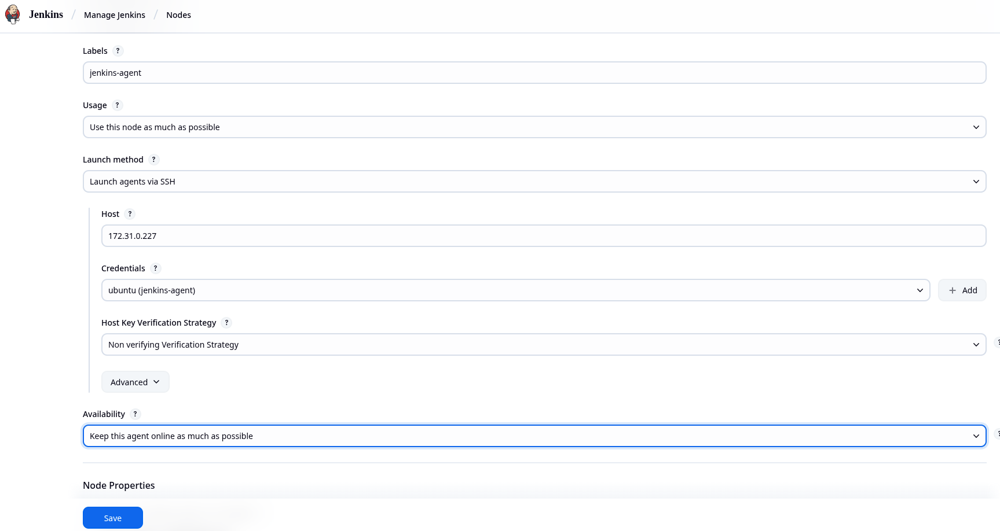 Jenkins / Manage Jenkins / Nodes
Labels ?
jenkins-agent
Usage ?
Use this node as much as possible
Launch method ?
Launch agents via SSH
Host ?
172.31.0.227
Credentials ?
ubuntu (jenkins-agent)
+ Add
Host Key Verification Strategy ?
Non verifying Verification Strategy
?
Advanced
Availability ?
Keep this agent online as much as possible
?
Node Properties
Save